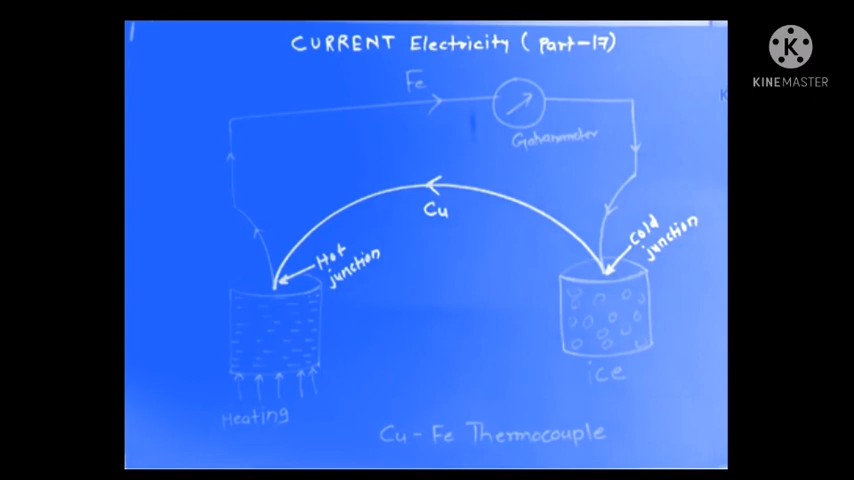 CURRENT Electricity (Part-17)
K
KINEMASTER
Fe
Galvanometer
Cu
Hot
junction
Cold
junction
ice
Heating
Cu-Fe Thermocouple